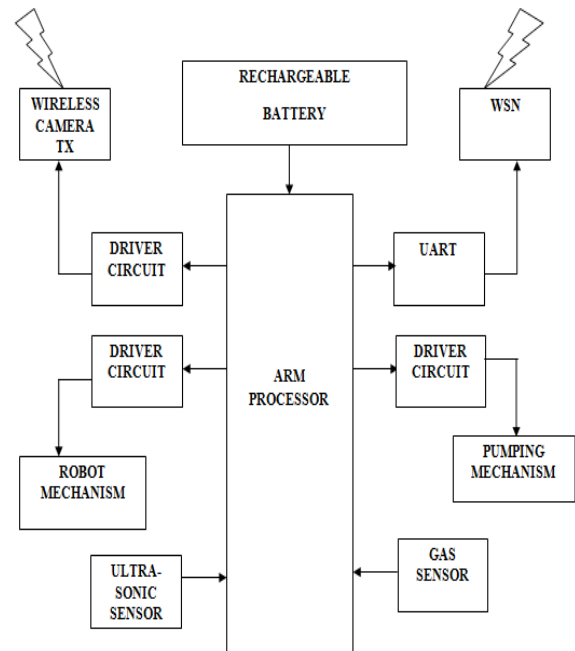 RECHARGEABLE
BATTERY
WIRELESS
CAMERA
TX
WSN
DRIVER
CIRCUIT
UART
DRIVER
CIRCUIT
ARM
PROCESSOR
DRIVER
CIRCUIT
ROBOT
MECHANISM
PUMPING
MECHANISM
ULTRA-
SONIC
SENSOR
GAS
SENSOR